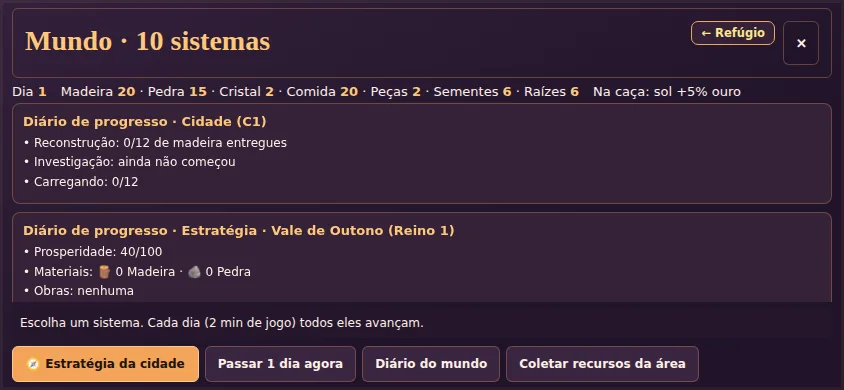 Mundo · 10 sistemas
← Refúgio
×
Dia 1 Madeira 20 · Pedra 15 · Cristal 2 · Comida 20 · Peças 2 · Sementes 6 · Raízes 6 Na caça: sol +5% ouro
Diário de progresso · Cidade (C1)
• Reconstrução: 0/12 de madeira entregues
• Investigação: ainda não começou
• Carregando: 0/12
Diário de progresso · Estratégia · Vale de Outono (Reino 1)
• Prosperidade: 40/100
• Materiais: 🪵 0 Madeira · 🪨 0 Pedra
• Obras: nenhuma
Escolha um sistema. Cada dia (2 min de jogo) todos eles avançam.
🧭 Estratégia da cidade
Passar 1 dia agora
Diário do mundo
Coletar recursos da área